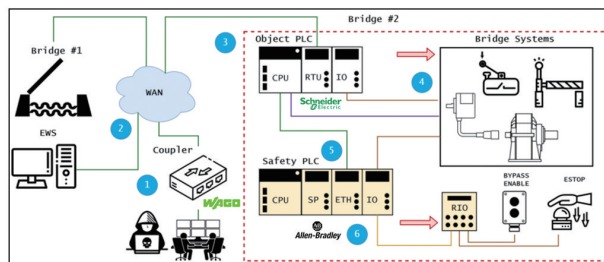 Bridge #2
Bridge #1
3
Object PLC
Bridge Systems
CPU
RTU
IO
4
WAN
Schneider
Electric
2
EWS
Coupler
5
1
Safety PLC
WAGO
BYPASS
ENABLE
ESTOP
CPU
SP
ETH
IO
RIO
Allen-Bradley
6